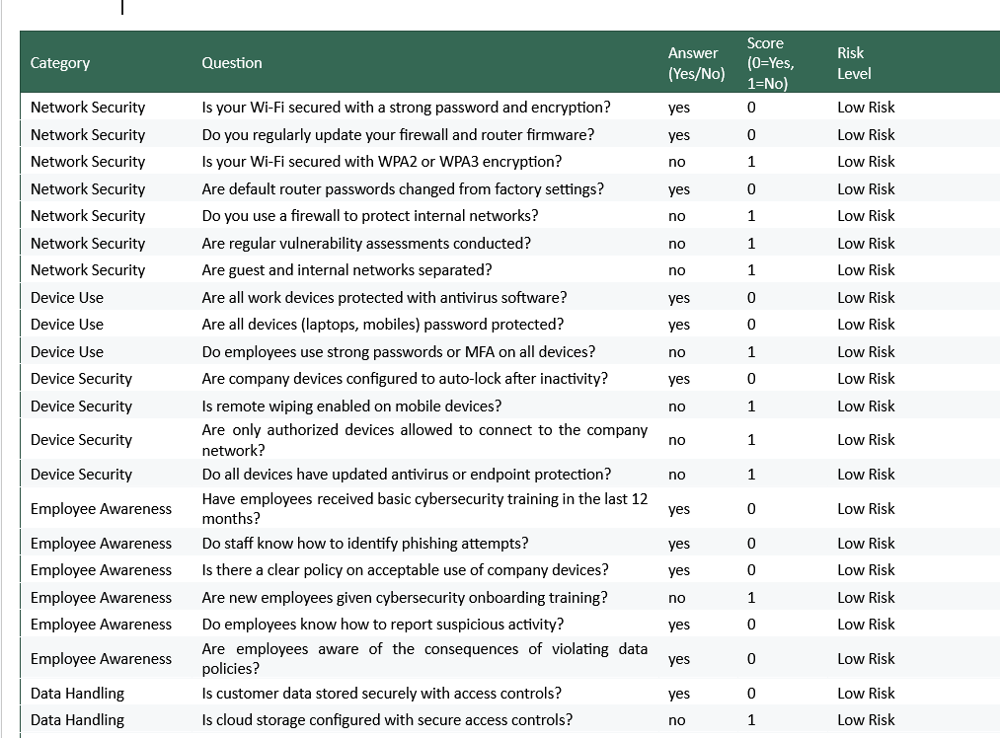 Category Question Answer (Yes/No) Score (0=Yes, 1=No) Risk Level
Network Security Is your Wi-Fi secured with a strong password and encryption? yes 0 Low Risk
Network Security Do you regularly update your firewall and router firmware? yes 0 Low Risk
Network Security Is your Wi-Fi secured with WPA2 or WPA3 encryption? no 1 Low Risk
Network Security Are default router passwords changed from factory settings? yes 0 Low Risk
Network Security Do you use a firewall to protect internal networks? no 1 Low Risk
Network Security Are regular vulnerability assessments conducted? no 1 Low Risk
Network Security Are guest and internal networks separated? no 1 Low Risk
Device Use Are all work devices protected with antivirus software? yes 0 Low Risk
Device Use Are all devices (laptops, mobiles) password protected? yes 0 Low Risk
Device Use Do employees use strong passwords or MFA on all devices? no 1 Low Risk
Device Security Are company devices configured to auto-lock after inactivity? yes 0 Low Risk
Device Security Is remote wiping enabled on mobile devices? no 1 Low Risk
Device Security Are only authorized devices allowed to connect to the company network? no 1 Low Risk
Device Security Do all devices have updated antivirus or endpoint protection? no 1 Low Risk
Employee Awareness Have employees received basic cybersecurity training in the last 12 months? yes 0 Low Risk
Employee Awareness Do staff know how to identify phishing attempts? yes 0 Low Risk
Employee Awareness Is there a clear policy on acceptable use of company devices? yes 0 Low Risk
Employee Awareness Are new employees given cybersecurity onboarding training? no 1 Low Risk
Employee Awareness Do employees know how to report suspicious activity? yes 0 Low Risk
Employee Awareness Are employees aware of the consequences of violating data policies? yes 0 Low Risk
Data Handling Is customer data stored securely with access controls? yes 0 Low Risk
Data Handling Is cloud storage configured with secure access controls? no 1 Low Risk